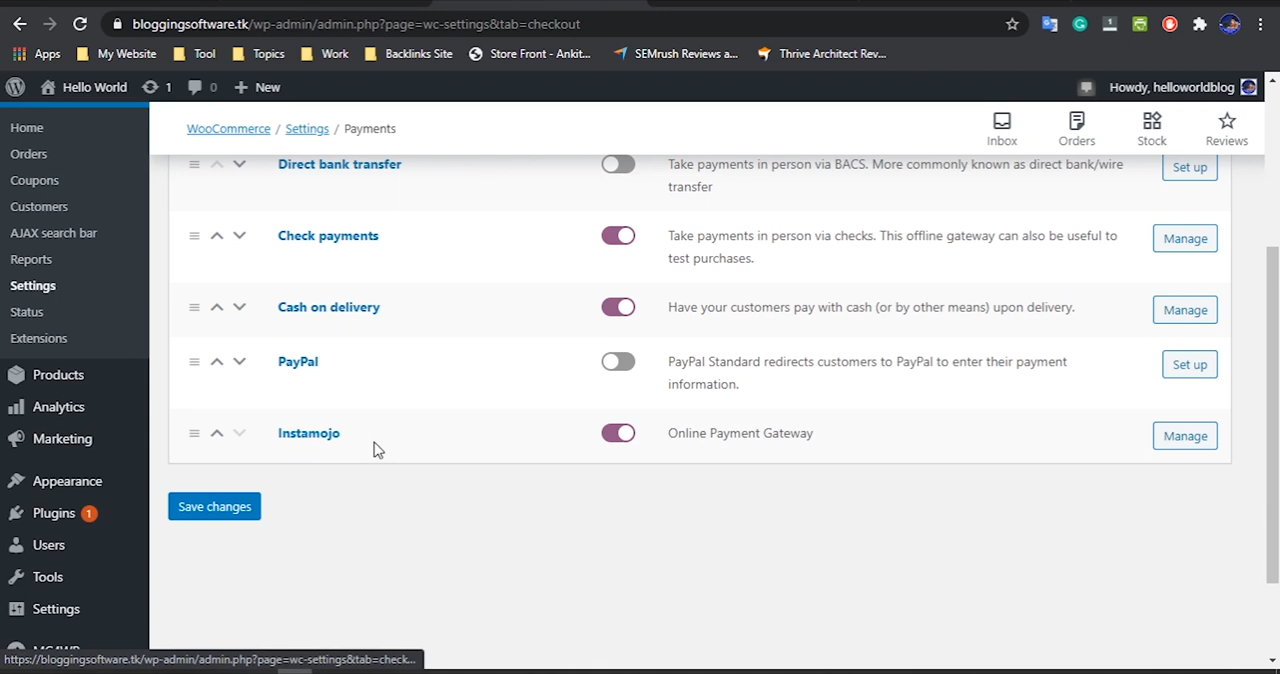 bloggingsoftware.tk/wp-admin/admin.php?page=wc-settings&tab=checkout
Apps My Website Tool Topics Work Backlinks Site Store Front - Ankit... SEMrush Reviews a... Thrive Architect Rev...
Hello World 1 0 + New Howdy, helloworldblog
Home
Orders
Coupons
Customers
AJAX search bar
Reports
Settings
Status
Extensions
Products
Analytics
Marketing
Appearance
Plugins 1
Users
Tools
Settings
WooCommerce / Settings / Payments
Inbox Orders Stock Reviews
Direct bank transfer
Take payments in person via BACS. More commonly known as direct bank/wire
transfer
Set up
Check payments
Take payments in person via checks. This offline gateway can also be useful to
test purchases.
Manage
Cash on delivery
Have your customers pay with cash (or by other means) upon delivery.
Manage
PayPal
PayPal Standard redirects customers to PayPal to enter their payment
information.
Set up
Instamojo
Online Payment Gateway
Manage
Save changes
https://bloggingsoftware.tk/wp-admin/admin.php?page=wc-settings&tab=check...